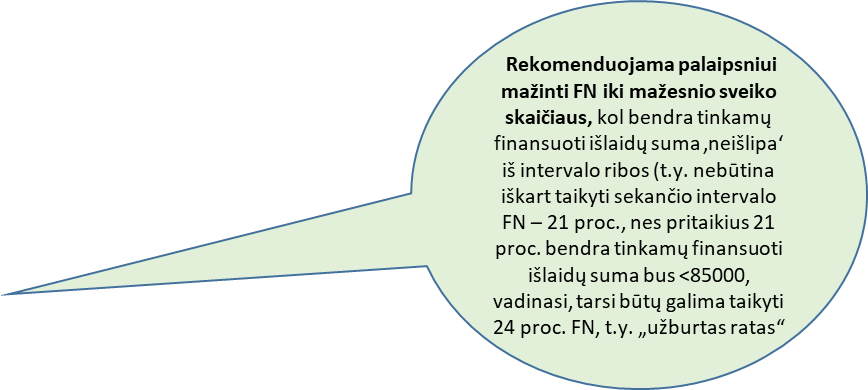 Rekomenduojama palaipsniui
mažinti FN iki mažesnio sveiko
skaičiaus, kol bendra tinkamų
finansuoti išlaidų suma ‚neišlipa‘
iš intervalo ribos (t.y. nebūtina
iškart taikyti sekančio intervalo
FN – 21 proc., nes pritaikius 21
proc. bendra tinkamų finansuoti
išlaidų suma bus <85000,
vadinasi, tarsi būtų galima taikyti
24 proc. FN, t.y. „užburtas ratas“